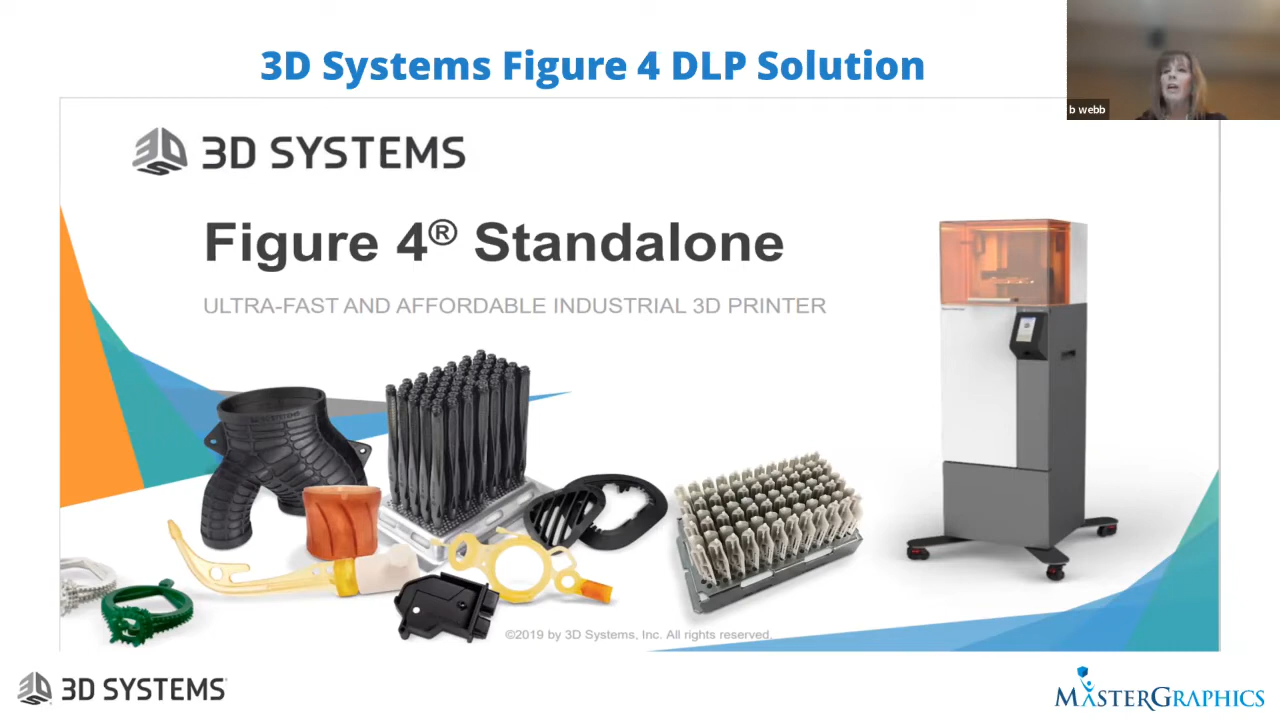 3D Systems Figure 4 DLP Solution
b webb
3D SYSTEMS
Figure 4® Standalone
ULTRA-FAST AND AFFORDABLE INDUSTRIAL 3D PRINTER
©2019 by 3D Systems, Inc. All rights reserved.
3D SYSTEMS
MASTERGRAPHICS